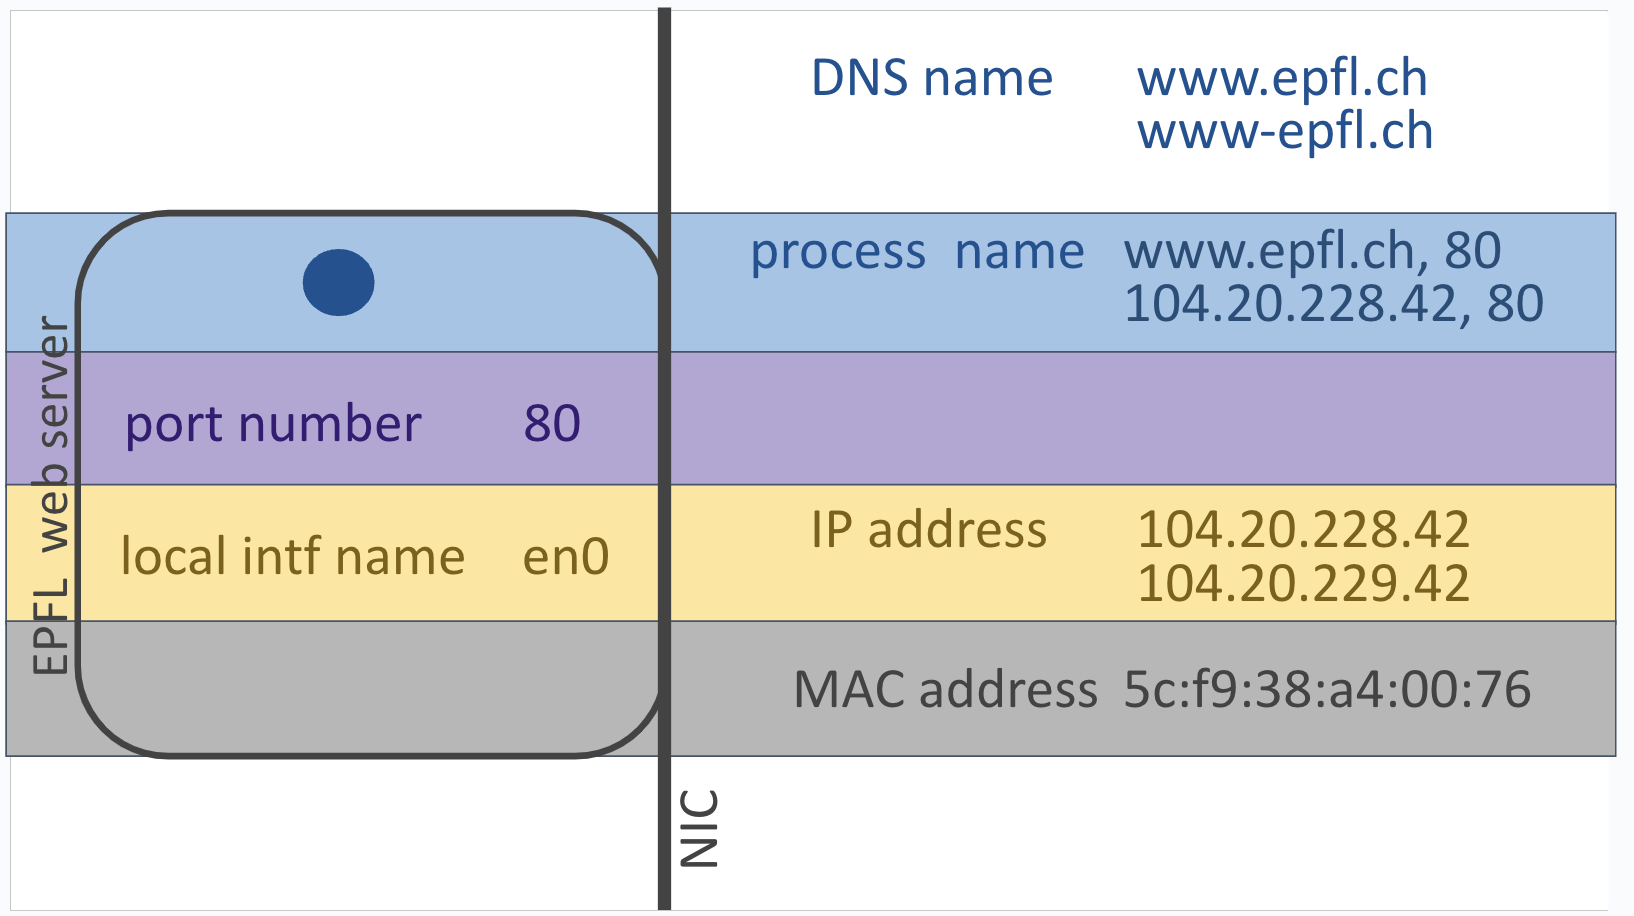 DNS name www.epfl.ch
www-epfl.ch
process name www.epfl.ch, 80
104.20.228.42, 80
EPFL web server
port number 80
local intf name en0
IP address 104.20.228.42
104.20.229.42
MAC address 5c:f9:38:a4:00:76
NIC